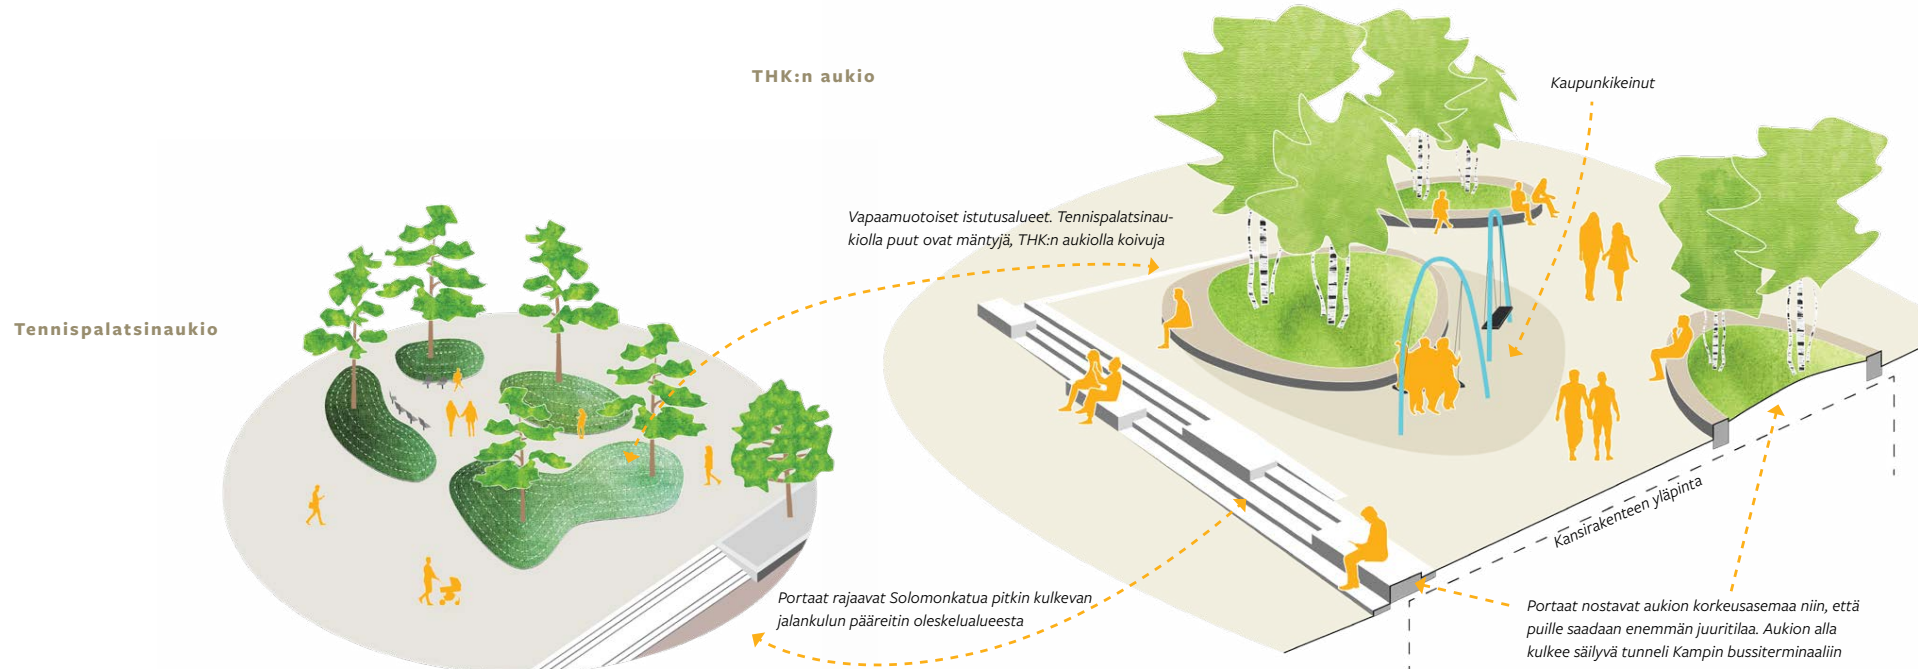 THK:n aukio
Kaupunkikeinut
Vapaamuotoiset istutusalueet. Tennispalatsinau-
kiolla puut ovat mäntyjä, THK:n aukiolla koivuja
Tennispalatsinaukio
Kansirakenteen yläpinta
Portaat rajaavat Solomonkatua pitkin kulkevan
jalankulun pääreitin oleskelualueesta
Portaat nostavat aukion korkeusasemaa niin, että
puille saadaan enemmän juuritilaa. Aukion alla
kulkee säilyvä tunneli Kampin bussiterminaaliin